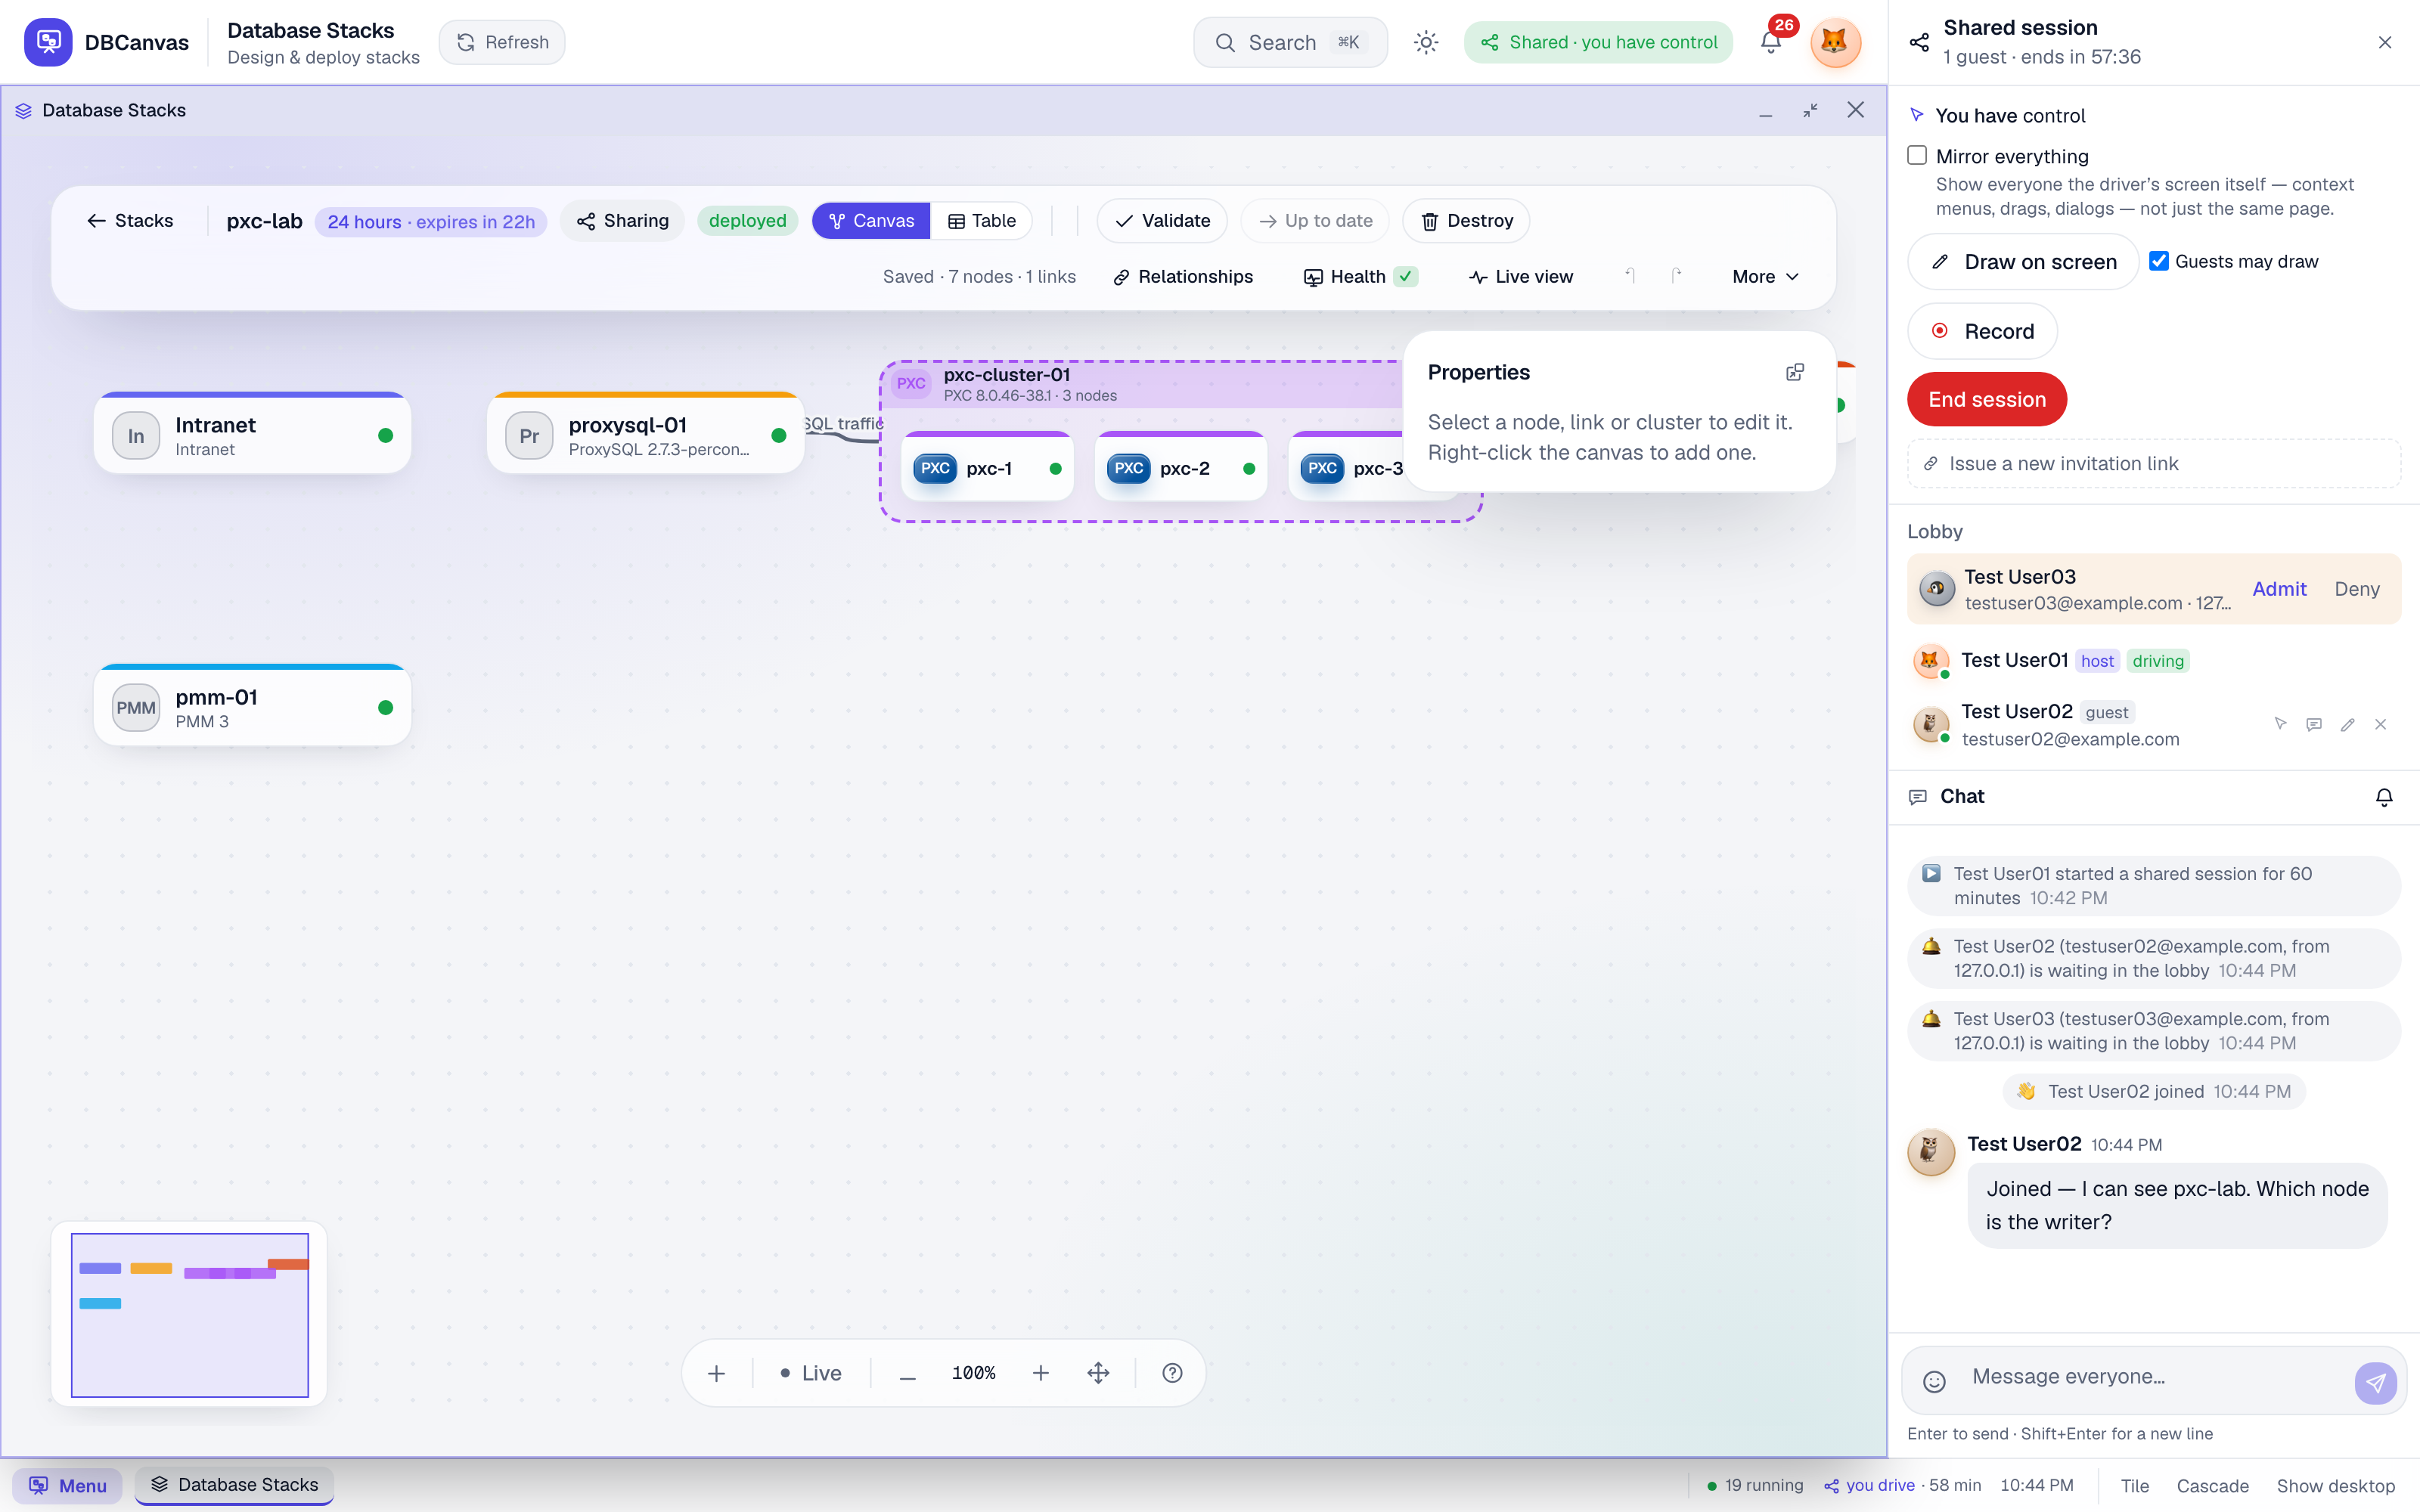 DBCanvas
Database Stacks
Design & deploy stacks
Refresh
Search ⌘K
Shared · you have control
26
Shared session
1 guest · ends in 57:36
Database Stacks
You have control
Mirror everything
Show everyone the driver's screen itself — context
menus, drags, dialogs — not just the same page.
Draw on screen
Guests may draw
Record
End session
Issue a new invitation link
Stacks
pxc-lab
24 hours · expires in 22h
Sharing
deployed
Canvas
Table
Validate
Up to date
Destroy
Saved · 7 nodes · 1 links
Relationships
Health
Live view
More
Properties
Select a node, link or cluster to edit it.
Right-click the canvas to add one.
In
Intranet
Intranet
Pr
proxysql-01
ProxySQL 2.7.3-percon...
SQL traffic
PXC
pxc-cluster-01
PXC 8.0.46-38.1 · 3 nodes
PXC pxc-1
PXC pxc-2
PXC pxc-3
PMM
pmm-01
PMM 3
Lobby
Test User03
testuser03@example.com · 127...
Admit
Deny
Test User01 host driving
Test User02 guest
testuser02@example.com
Chat
Test User01 started a shared session for 60
minutes 10:42 PM
Test User02 (testuser02@example.com, from
127.0.0.1) is waiting in the lobby 10:44 PM
Test User03 (testuser03@example.com, from
127.0.0.1) is waiting in the lobby 10:44 PM
Test User02 joined 10:44 PM
Test User02 10:44 PM
Joined — I can see pxc-lab. Which node
is the writer?
Message everyone...
Enter to send · Shift+Enter for a new line
Live
100%
Menu
Database Stacks
19 running
you drive · 58 min
10:44 PM
Tile
Cascade
Show desktop